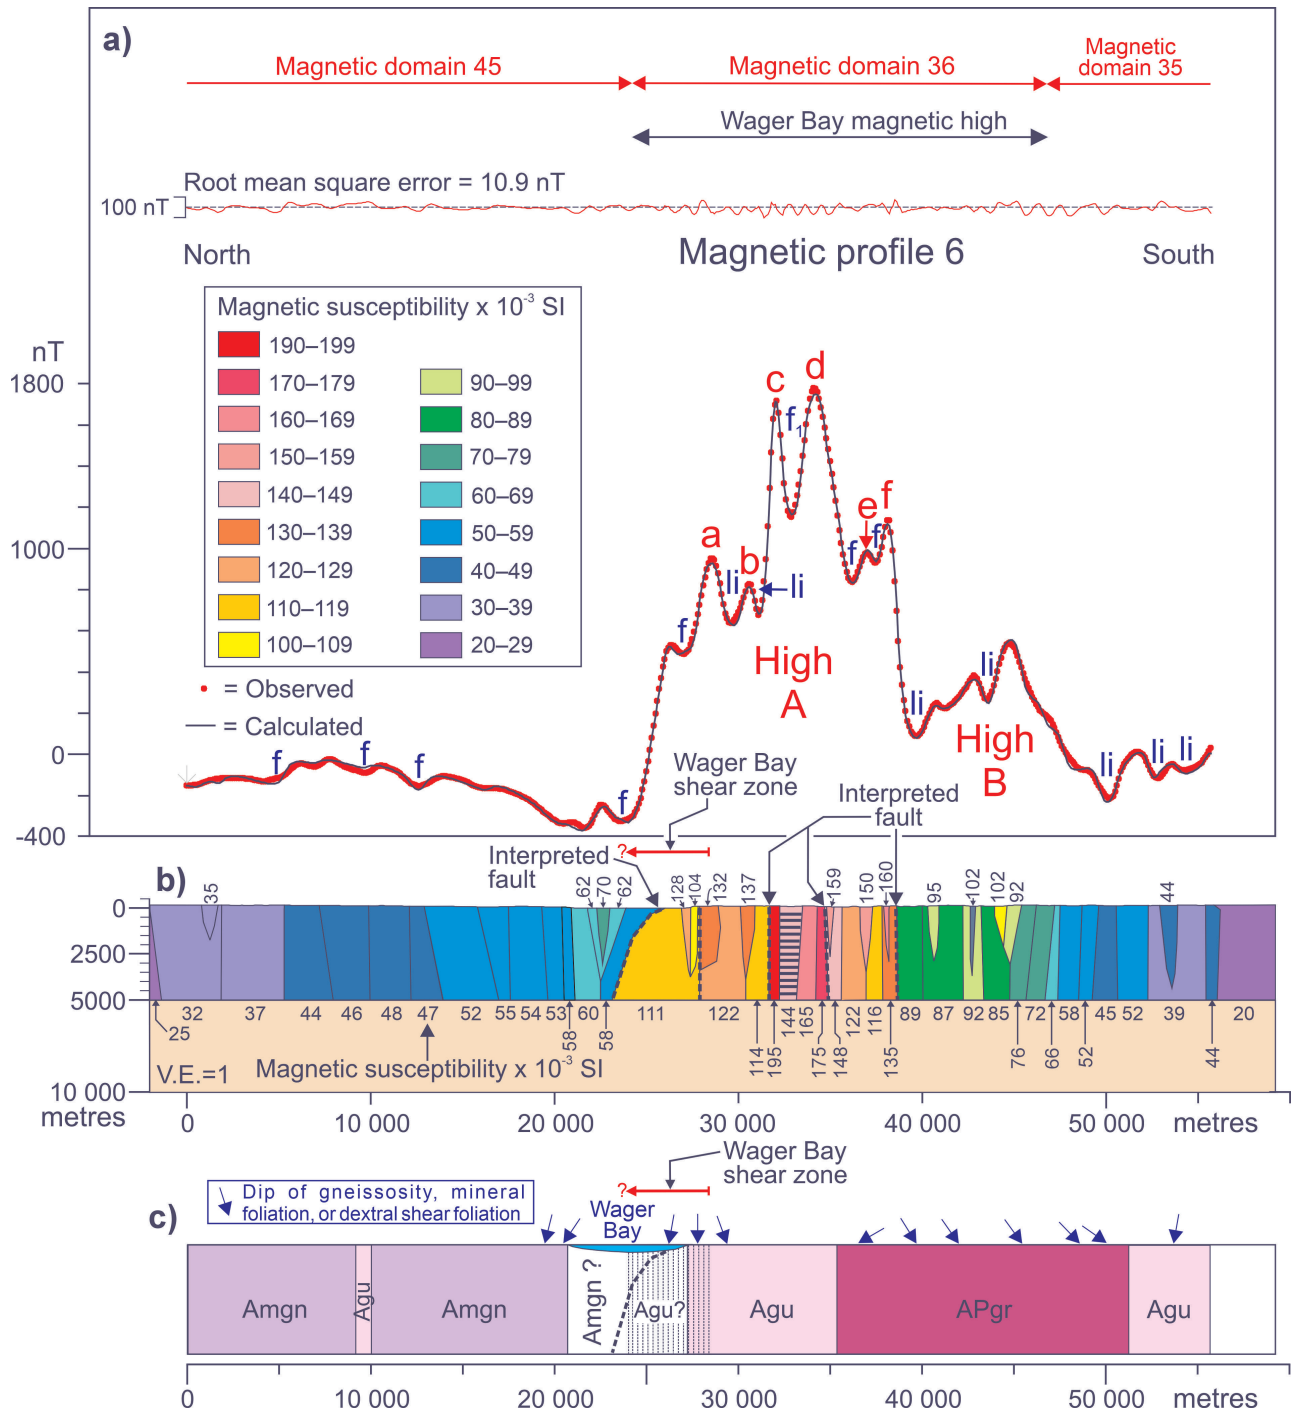 a)
Magnetic domain 45
Magnetic domain 36
Magnetic
domain 35
Wager Bay magnetic high
Root mean square error = 10.9 nT
100 nT
North
Magnetic profile 6
South
Magnetic susceptibility x 10⁻³ SI
190–199
170–179
160–169
150–159
140–149
130–139
120–129
110–119
100–109
90–99
80–89
70–79
60–69
50–59
40–49
30–39
20–29
= Observed
= Calculated
nT
1800
1000
0
-400
f
f
f
f
f
a
li
b
li
c
f₁
d
f
e
f
f
li
li
li
li
li
High
A
High
B
Wager Bay
shear zone
Interpreted
fault
?
b)
Interpreted
fault
35
62
70
62
128
104
132
137
159
150
160
95
102
102
92
44
0
2500
5000
10 000
metres
25
32
37
44
46
48
47
52
55
54
53
58
60
58
111
122
114
195
144
165
175
148
122
116
135
89
87
92
85
76
72
66
58
52
45
52
39
44
20
V.E.=1
Magnetic susceptibility x 10⁻³ SI
0
10 000
20 000
30 000
40 000
50 000
metres
Wager Bay
shear zone
?
c)
Dip of gneissosity, mineral
foliation, or dextral shear foliation
Wager
Bay
Amgn
Agu
Amgn
Amgn ?
Agu?
Agu
APgr
Agu
0
10 000
20 000
30 000
40 000
50 000
metres